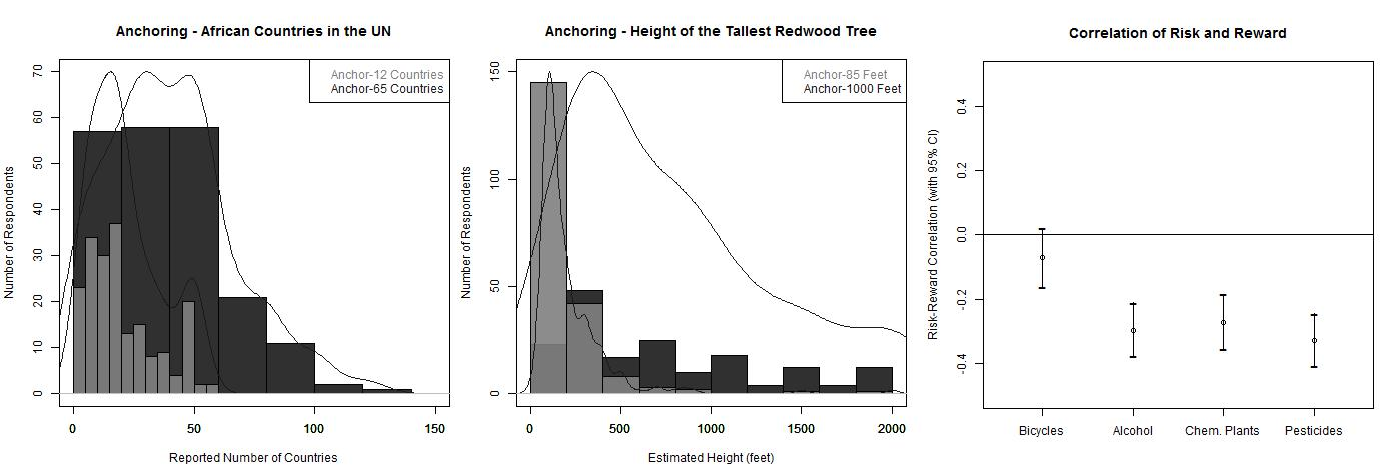 Anchoring - African Countries in the UN
Anchor-12 Countries
Anchor-65 Countries
Number of Respondents
0
10
20
30
40
50
60
70
0
50
100
150
Reported Number of Countries
Anchoring - Height of the Tallest Redwood Tree
Anchor-85 Feet
Anchor-1000 Feet
Number of Respondents
0
50
100
150
0
500
1000
1500
2000
Estimated Height (feet)
Correlation of Risk and Reward
Risk-Reward Correlation (with 95% CI)
-0.4
-0.2
0.0
0.2
0.4
Bicycles
Alcohol
Chem. Plants
Pesticides